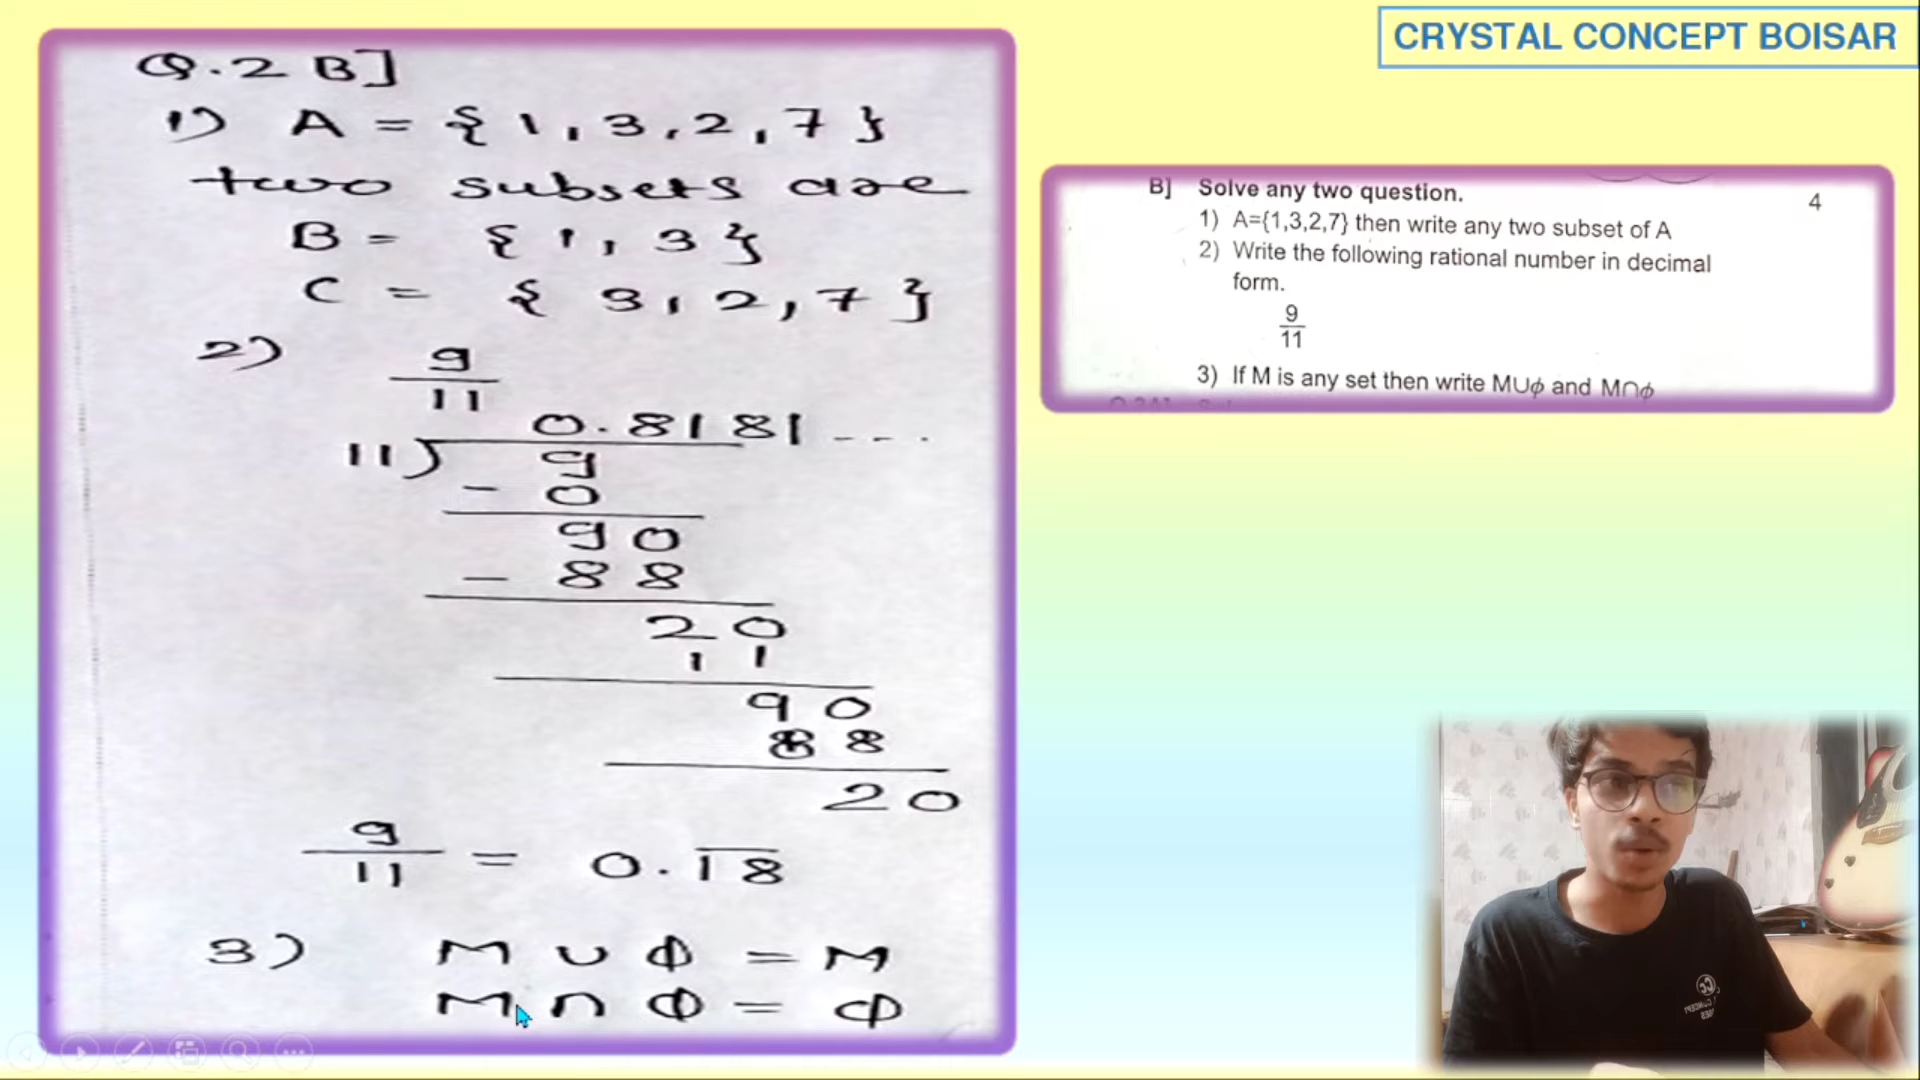 CRYSTAL CONCEPT BOISAR
Q.2 B]
1) A = { 1, 3, 2, 7 }
two subsets are
B = { 1, 3 }
C = { 3, 2, 7 }
2) 9/11
0.8181....
11) 9
- 0
90
- 88
20
11
90
88
20
9/11 = 0.1̅8̅
3) M ∪ ϕ = M
M ∩ ϕ = ϕ
B] Solve any two question. 4
1) A={1,3,2,7} then write any two subset of A
2) Write the following rational number in decimal
form.
9
11
3) If M is any set then write M∪ϕ and M∩ϕ